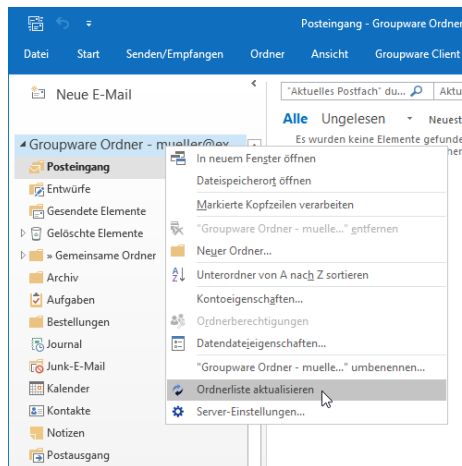 Posteingang - Groupware Ordner
Datei Start Senden/Empfangen Ordner Ansicht Groupware Client
Neue E-Mail
"Aktuelles Postfach" du... Aktu
Alle Ungelesen Neuest
Es wurden keine Elemente gefunde
Groupware Ordner - mueller@ex
Posteingang
Entwürfe
Gesendete Elemente
Gelöschte Elemente
» Gemeinsame Ordner
Archiv
Aufgaben
Bestellungen
Journal
Junk-E-Mail
Kalender
Kontakte
Notizen
Postausgang
In neuem Fenster öffnen
Dateispeicherort öffnen
Markierte Kopfzeilen verarbeiten
"Groupware Ordner - muelle..." entfernen
Neuer Ordner...
Unterordner von A nach Z sortieren
Kontoeigenschaften...
Ordnerberechtigungen
Datendateieigenschaften...
"Groupware Ordner - muelle..." umbenennen...
Ordnerliste aktualisieren
Server-Einstellungen...